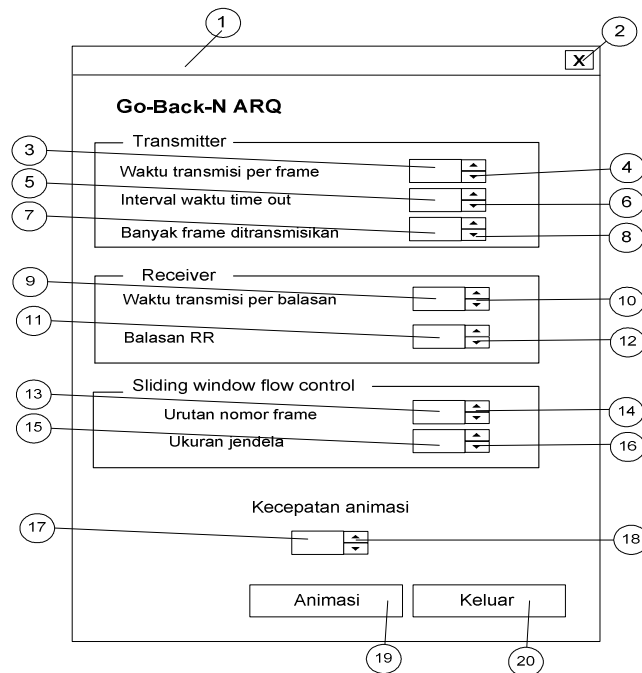 1
2
X
Go-Back-N ARQ
Transmitter
3
Waktu transmisi per frame
4
5
Interval waktu time out
6
7
Banyak frame ditransmisikan
8
Receiver
9
Waktu transmisi per balasan
10
11
Balasan RR
12
Sliding window flow control
13
Urutan nomor frame
14
15
Ukuran jendela
16
Kecepatan animasi
17
18
Animasi
Keluar
19
20